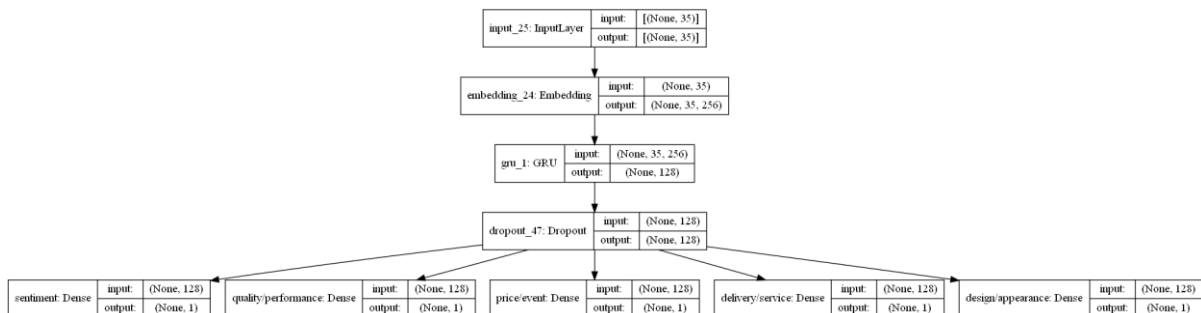 input_25: InputLayer input: [(None, 35)]
output: [(None, 35)]
embedding_24: Embedding input: (None, 35)
output: (None, 35, 256)
gru_1: GRU input: (None, 35, 256)
output: (None, 128)
dropout_47: Dropout input: (None, 128)
output: (None, 128)
sentiment: Dense input: (None, 128)
output: (None, 1)
quality/performance: Dense input: (None, 128)
output: (None, 1)
price/event: Dense input: (None, 128)
output: (None, 1)
delivery/service: Dense input: (None, 128)
output: (None, 1)
design/appearance: Dense input: (None, 128)
output: (None, 1)